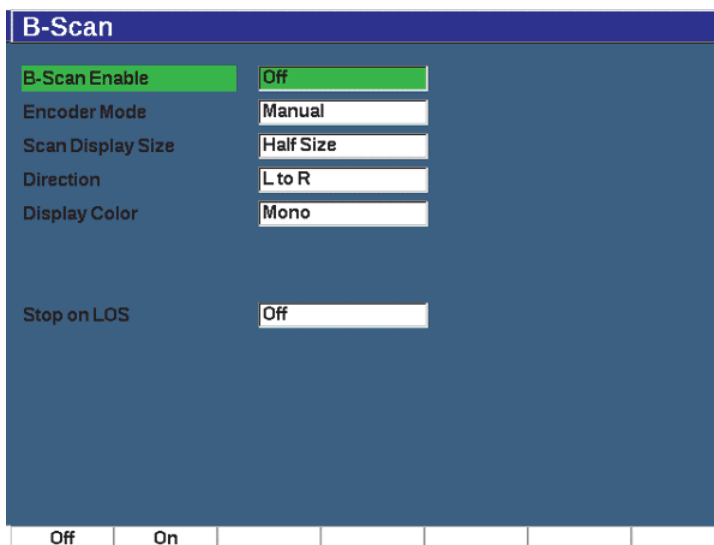 B-Scan
B-Scan Enable Off
Encoder Mode Manual
Scan Display Size Half Size
Direction L to R
Display Color Mono
Stop on LOS Off
Off On